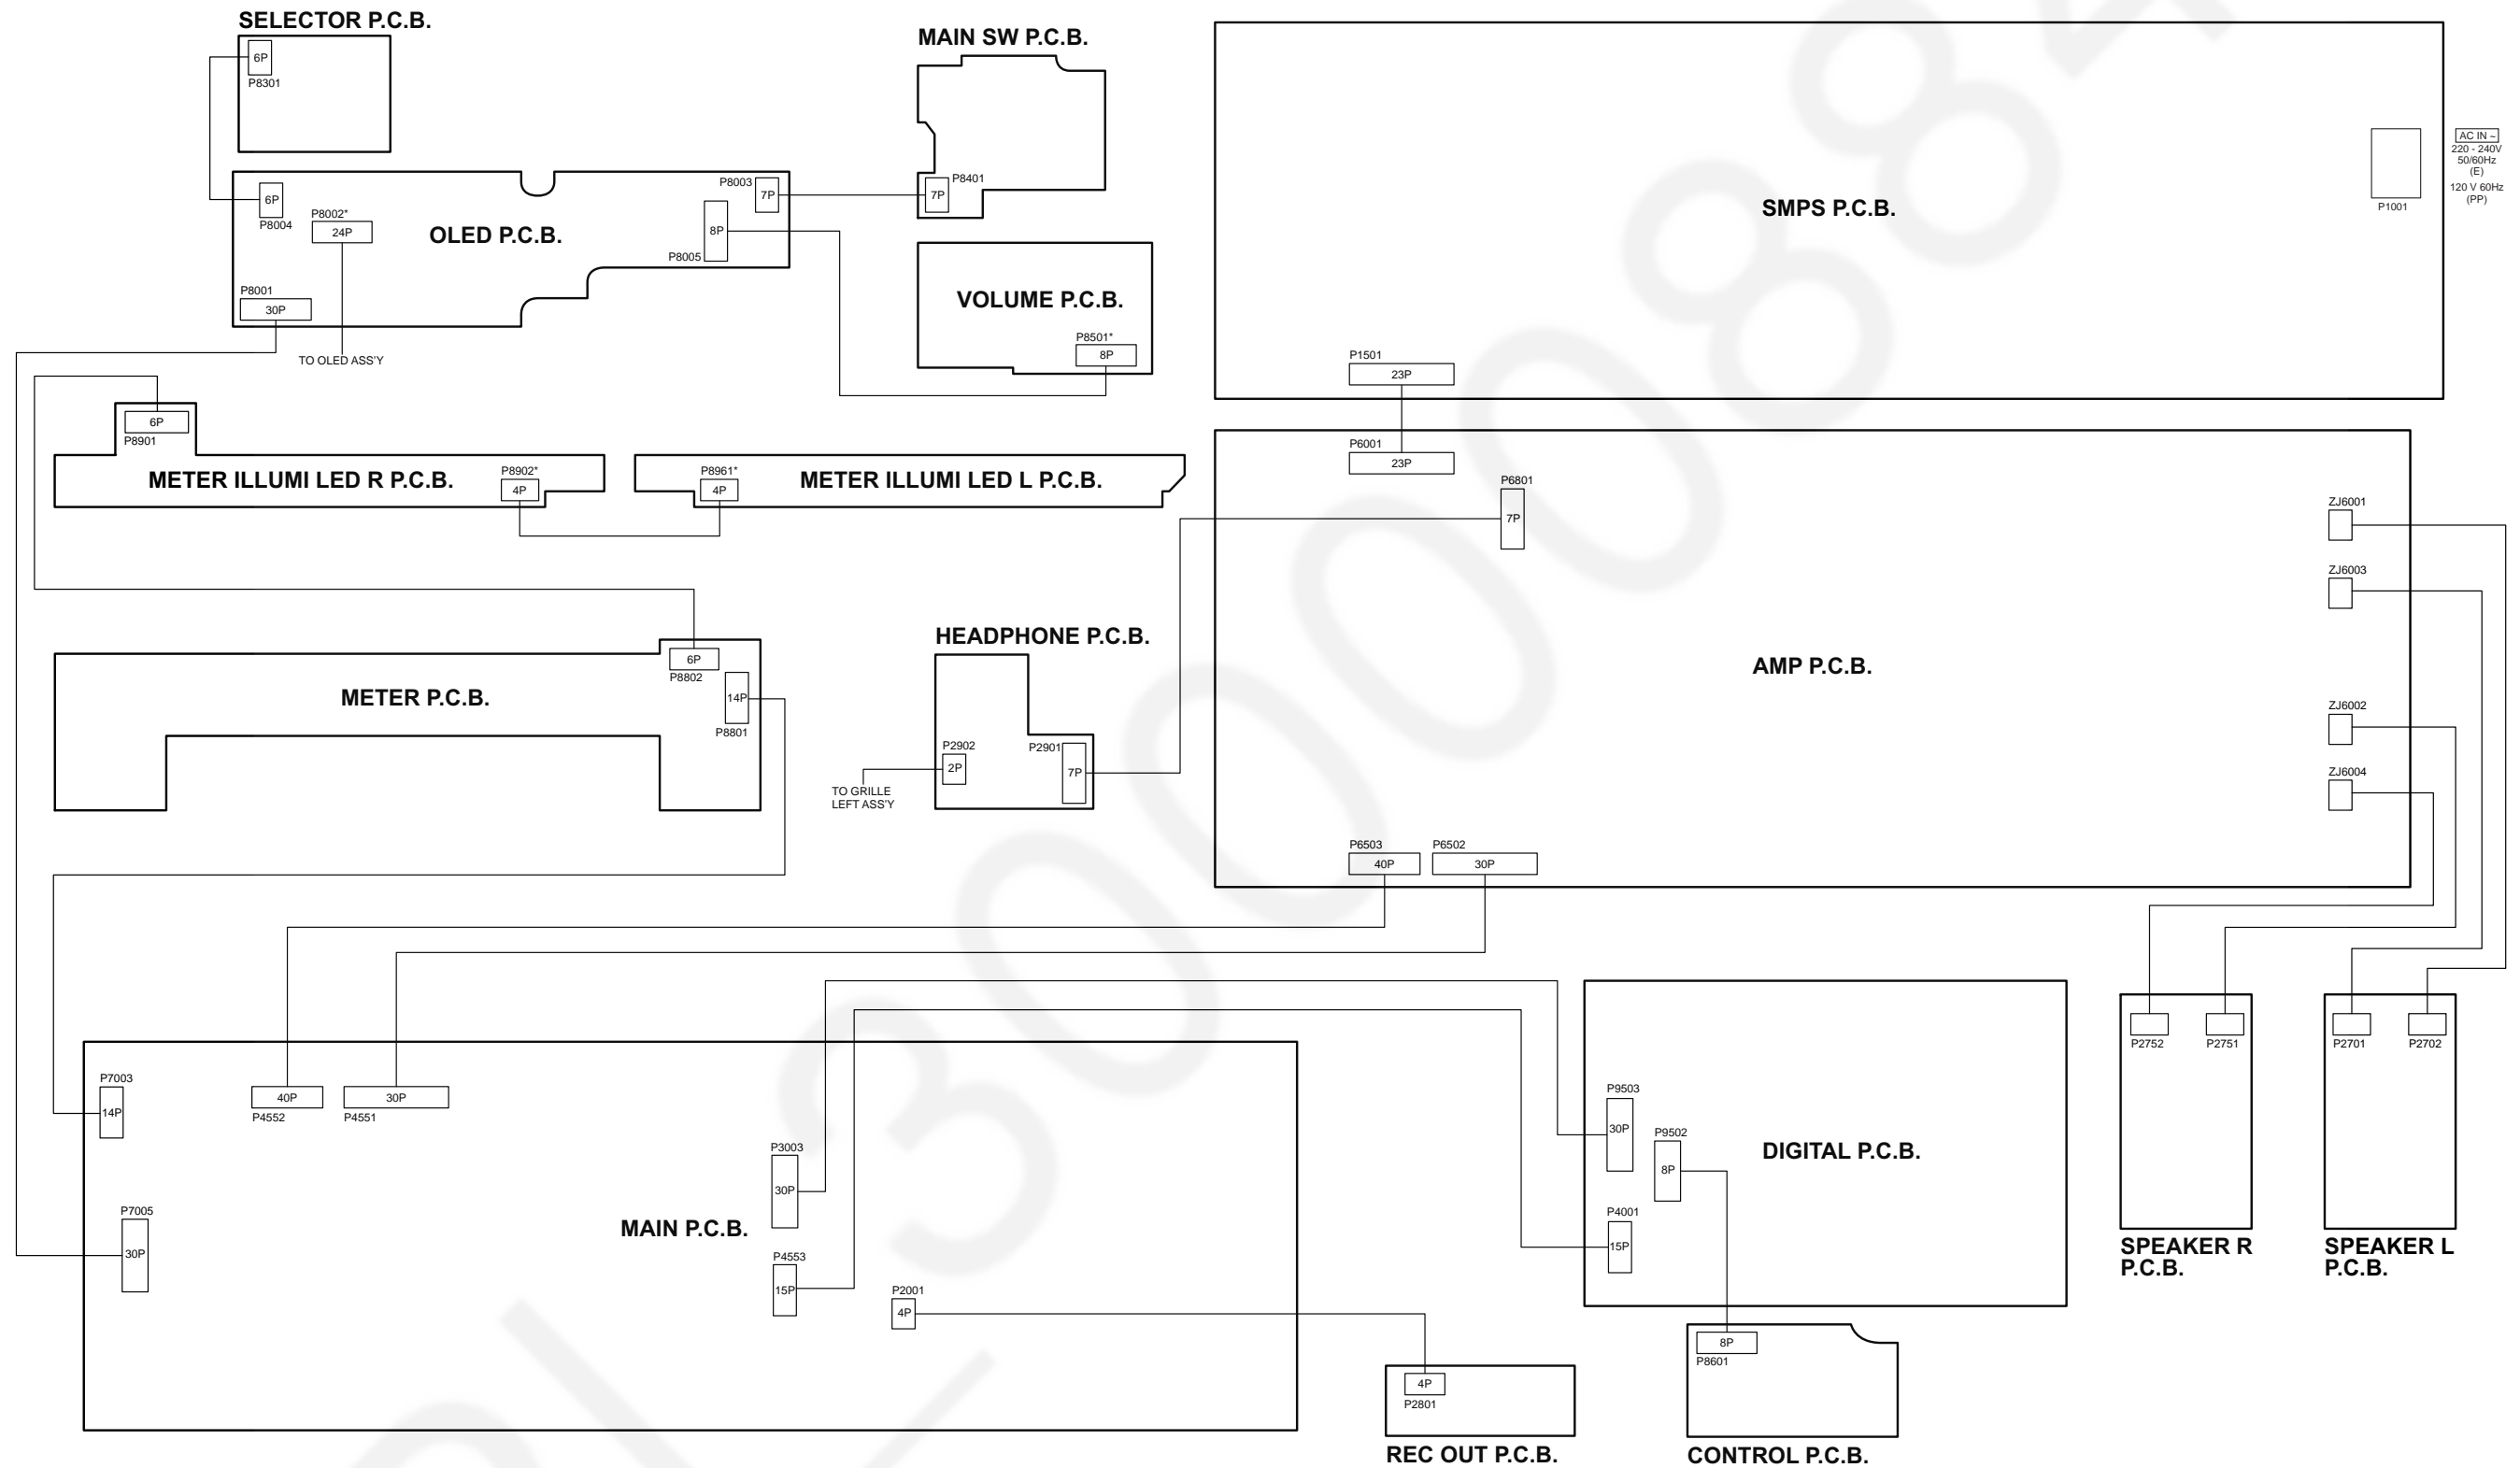 SELECTOR P.C.B.
6P
P8301
MAIN SW P.C.B.
P8401
7P
SMPS P.C.B.
P1001
AC IN ~
220 - 240V
50/60Hz
(E)
120 V 60Hz
(PP)
P1501
23P
6P
P8004
P8002*
24P
OLED P.C.B.
P8003
7P
8P
P8005
P8001
30P
TO OLED ASS'Y
VOLUME P.C.B.
P8501*
8P
6P
P8901
METER ILLUMI LED R P.C.B.
P8902*
4P
P8961*
4P
METER ILLUMI LED L P.C.B.
P6001
23P
P6801
7P
ZJ6001
ZJ6003
AMP P.C.B.
ZJ6002
ZJ6004
P6503
40P
P6502
30P
METER P.C.B.
6P
P8802
14P
P8801
HEADPHONE P.C.B.
P2902
2P
P2901
7P
TO GRILLE
LEFT ASS'Y
P7003
14P
40P
P4552
30P
P4551
P3003
30P
MAIN P.C.B.
P7005
30P
P4553
15P
P2001
4P
P9503
30P
P9502
8P
DIGITAL P.C.B.
P4001
15P
P2752
P2751
SPEAKER R
P.C.B.
P2701
P2702
SPEAKER L
P.C.B.
4P
P2801
REC OUT P.C.B.
8P
P8601
CONTROL P.C.B.